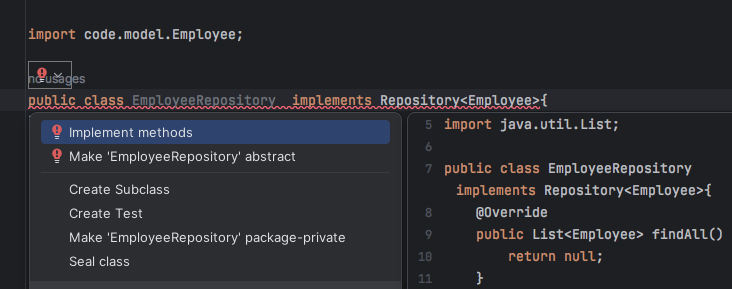 import code.model.Employee;
no usages
public class EmployeeRepository  implements Repository<Employee>{
Implement methods
Make 'EmployeeRepository' abstract
Create Subclass
Create Test
Make 'EmployeeRepository' package-private
Seal class
5 import java.util.List;
6
7 public class EmployeeRepository
implements Repository<Employee>{
8 @Override
9 public List<Employee> findAll()
10 return null;
11 }